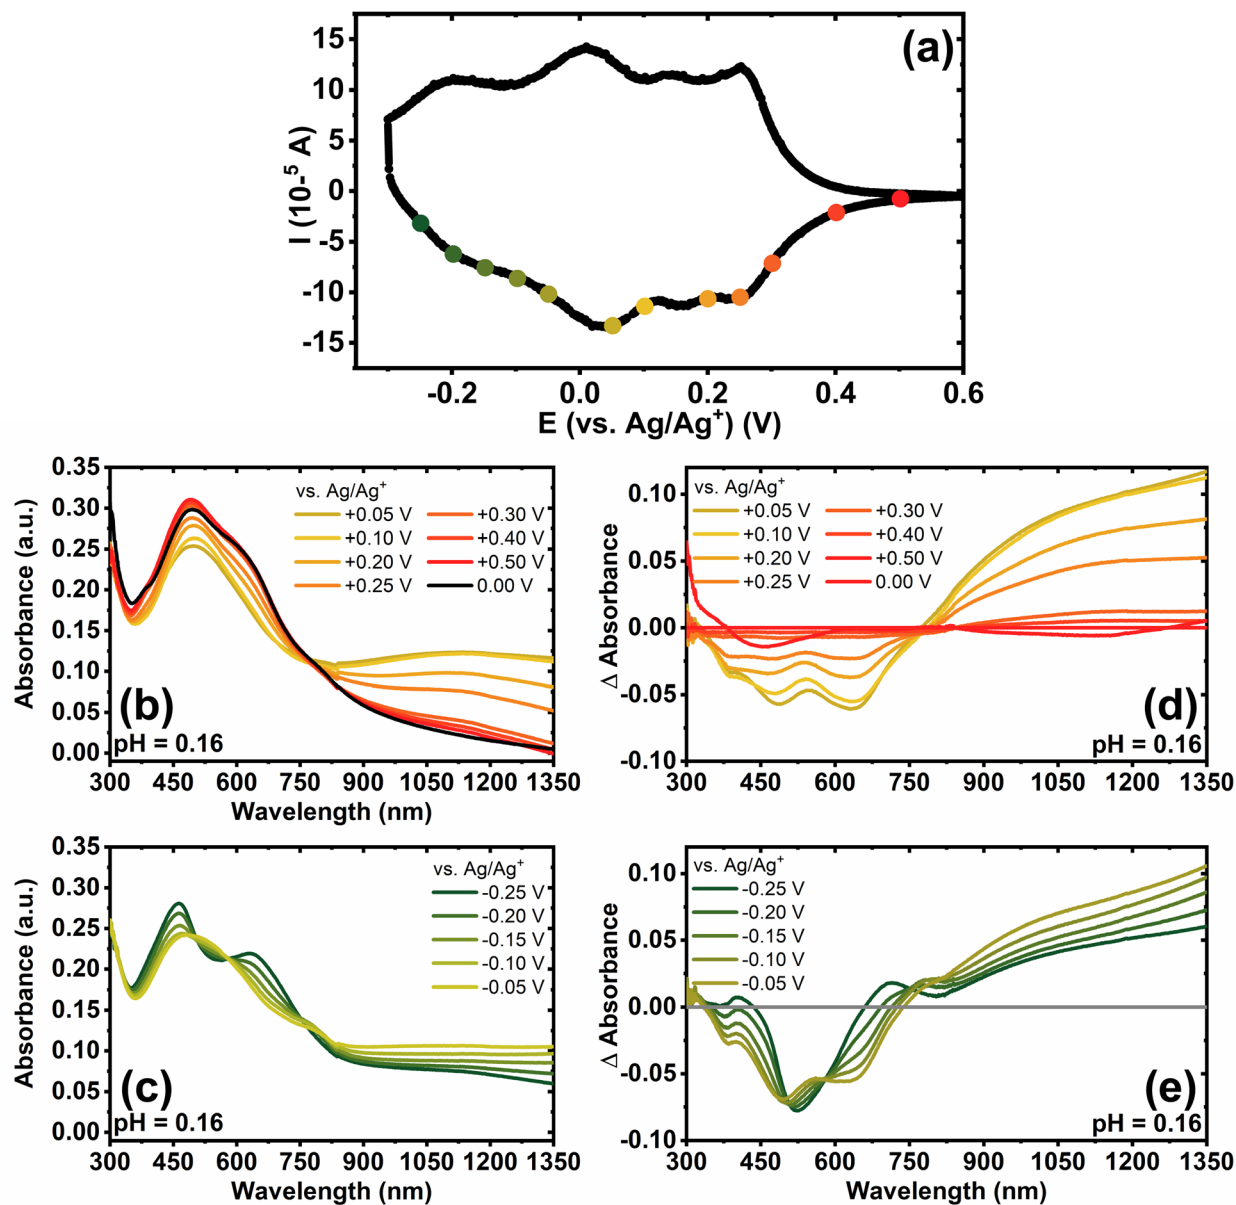 (a)
I (10-⁵ A)
15
10
5
0
-5
-10
-15
-0.2 0.0 0.2 0.4 0.6
E (vs. Ag/Ag⁺) (V)
Absorbance (a.u.)
0.35
0.30
0.25
0.20
0.15
0.10
0.05
0.00
vs. Ag/Ag⁺
+0.05 V +0.30 V
+0.10 V +0.40 V
+0.20 V +0.50 V
+0.25 V 0.00 V
(b)
pH = 0.16
300 450 600 750 900 1050 1200 1350
Wavelength (nm)
Δ Absorbance
0.10
0.05
0.00
-0.05
-0.10
vs. Ag/Ag⁺
+0.05 V +0.30 V
+0.10 V +0.40 V
+0.20 V +0.50 V
+0.25 V 0.00 V
(d)
pH = 0.16
300 450 600 750 900 1050 1200 1350
Wavelength (nm)
Absorbance (a.u.)
0.35
0.30
0.25
0.20
0.15
0.10
0.05
0.00
vs. Ag/Ag⁺
-0.25 V
-0.20 V
-0.15 V
-0.10 V
-0.05 V
(c)
pH = 0.16
300 450 600 750 900 1050 1200 1350
Wavelength (nm)
Δ Absorbance
0.10
0.05
0.00
-0.05
-0.10
vs. Ag/Ag⁺
-0.25 V
-0.20 V
-0.15 V
-0.10 V
-0.05 V
(e)
pH = 0.16
300 450 600 750 900 1050 1200 1350
Wavelength (nm)